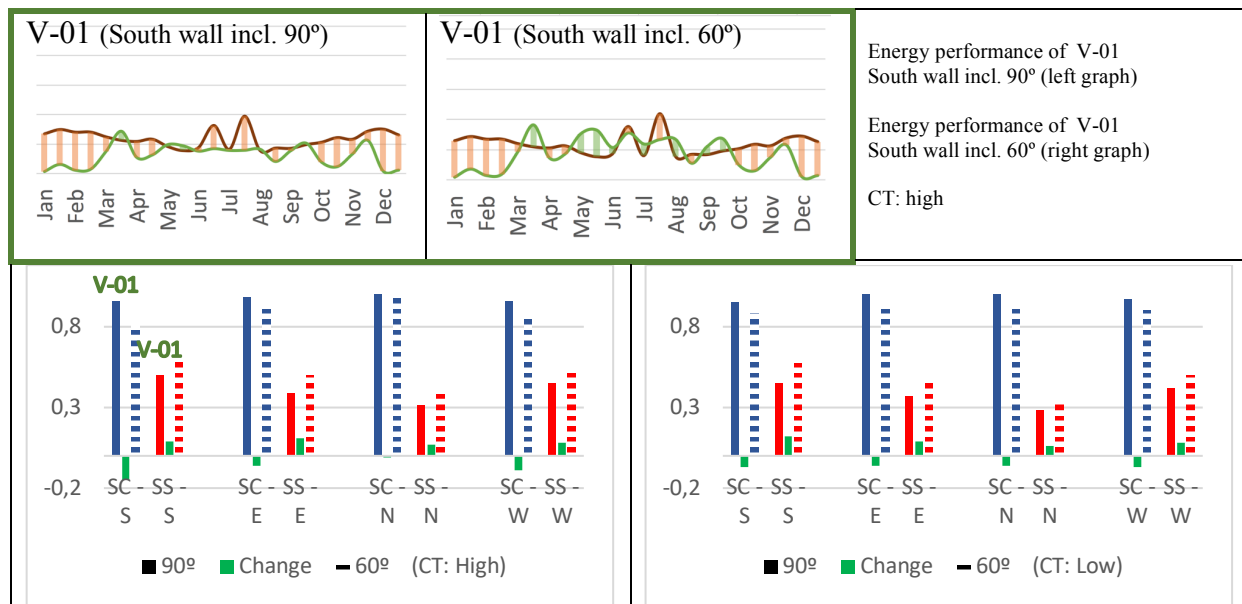 V-01 (South wall incl. 90º)
Jan Feb Mar Apr May Jun Jul Aug Sep Oct Nov Dec
V-01 (South wall incl. 60º)
Jan Feb Mar Apr May Jun Jul Aug Sep Oct Nov Dec
Energy performance of V-01
South wall incl. 90º (left graph)
Energy performance of V-01
South wall incl. 60º (right graph)
CT: high
V-01
0,8
V-01
0,3
-0,2
SC - SS - SC - SS - SC - SS - SC - SS -
S S E E N N W W
90º Change 60º (CT: High)
0,8
0,3
-0,2
SC - SS - SC - SS - SC - SS - SC - SS -
S S E E N N W W
90º Change 60º (CT: Low)